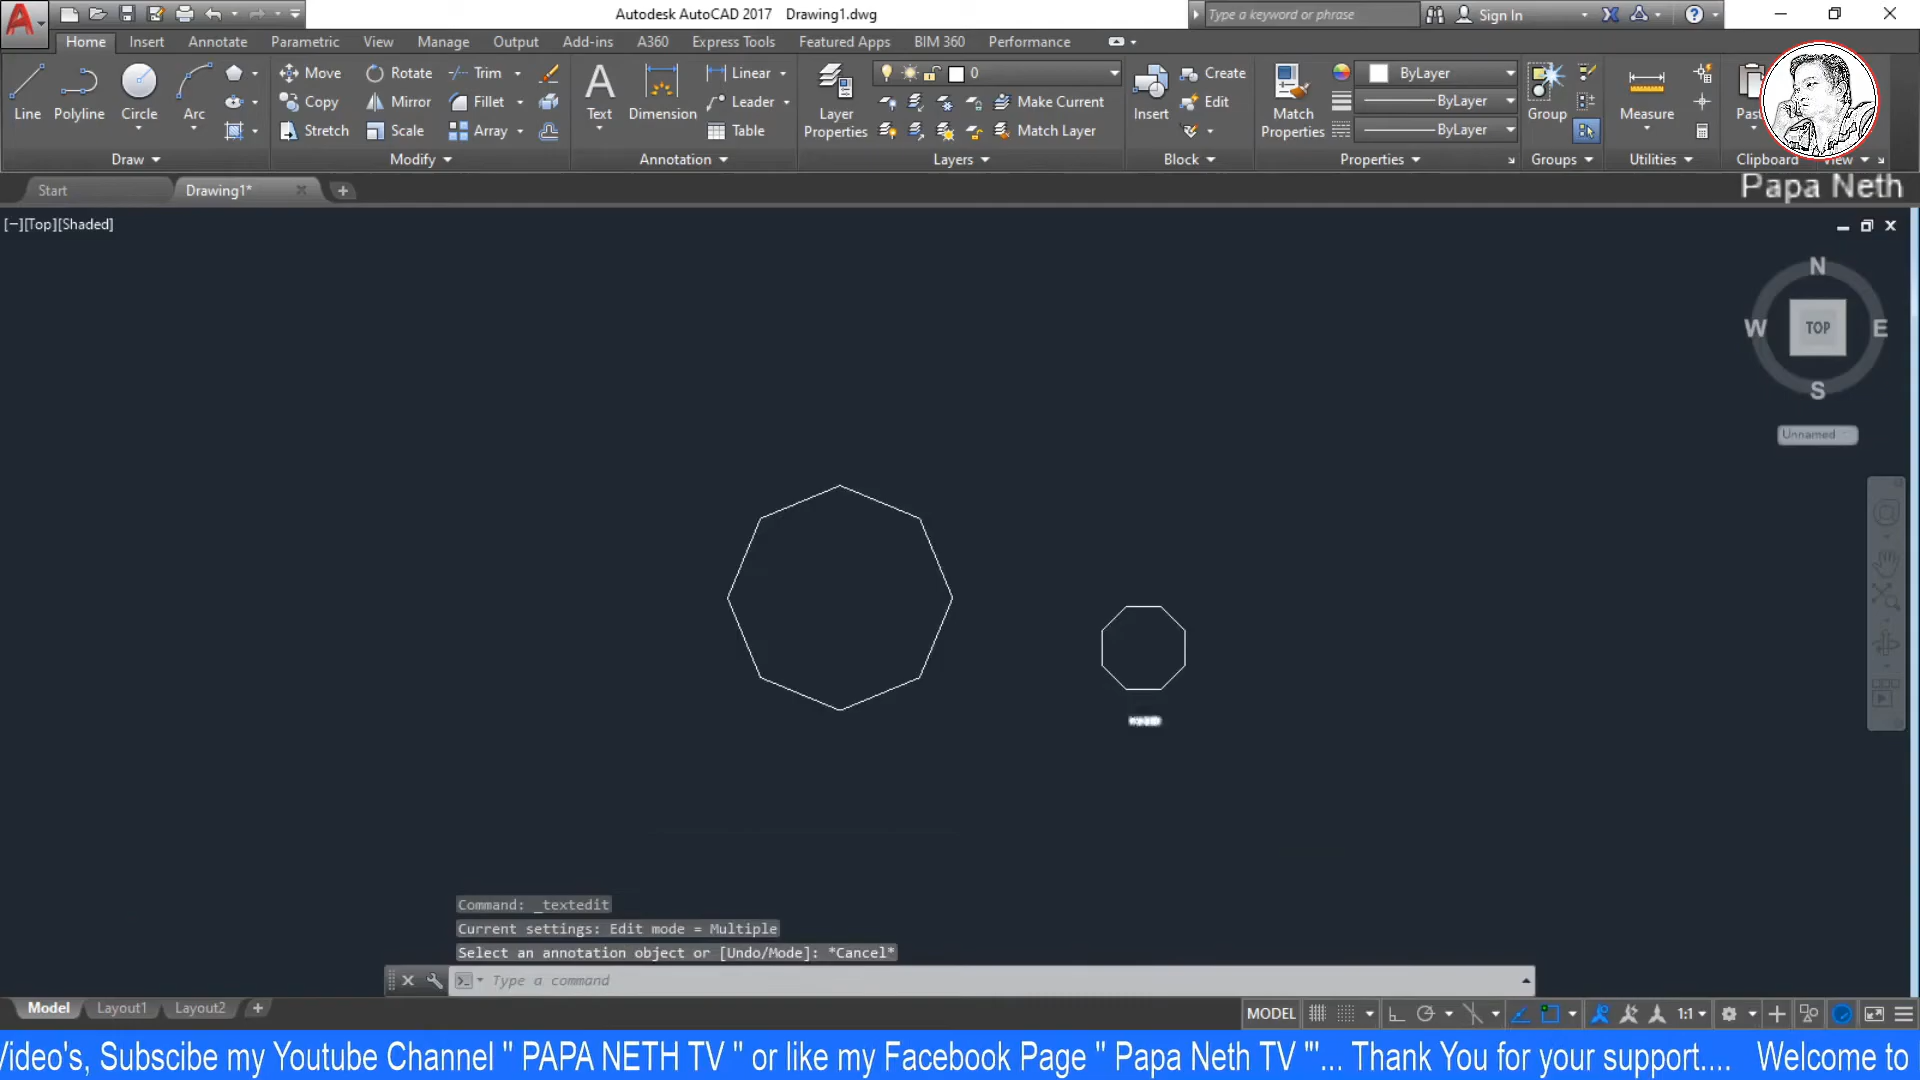 Autodesk AutoCAD 2017 Drawing1.dwg
Type a keyword or phrase
Sign In
Home Insert Annotate Parametric View Manage Output Add-ins A360 Express Tools Featured Apps BIM 360 Performance
Line
Polyline
Circle
Arc
Draw
Move
Copy
Stretch
Rotate
Mirror
Scale
Trim
Fillet
Array
Modify
Text
Dimension
Linear
Leader
Table
Annotation
Layer
Properties
0
Make Current
Match Layer
Layers
Insert
Create
Edit
Block
Match
Properties
ByLayer
ByLayer
ByLayer
Properties
Group
Groups
Measure
Utilities
Clipboard
View
Start
Drawing1*
Papa Neth
[−][Top][Shaded]
N
W
TOP
E
S
Unnamed
Command: _textedit
Current settings: Edit mode = Multiple
Select an annotation object or [Undo/Mode]: *Cancel*
Type a command
Model Layout1 Layout2
MODEL
1:1
Video's, Subscibe my Youtube Channel " PAPA NETH TV " or like my Facebook Page " Papa Neth TV "'... Thank You for your support.... Welcome to